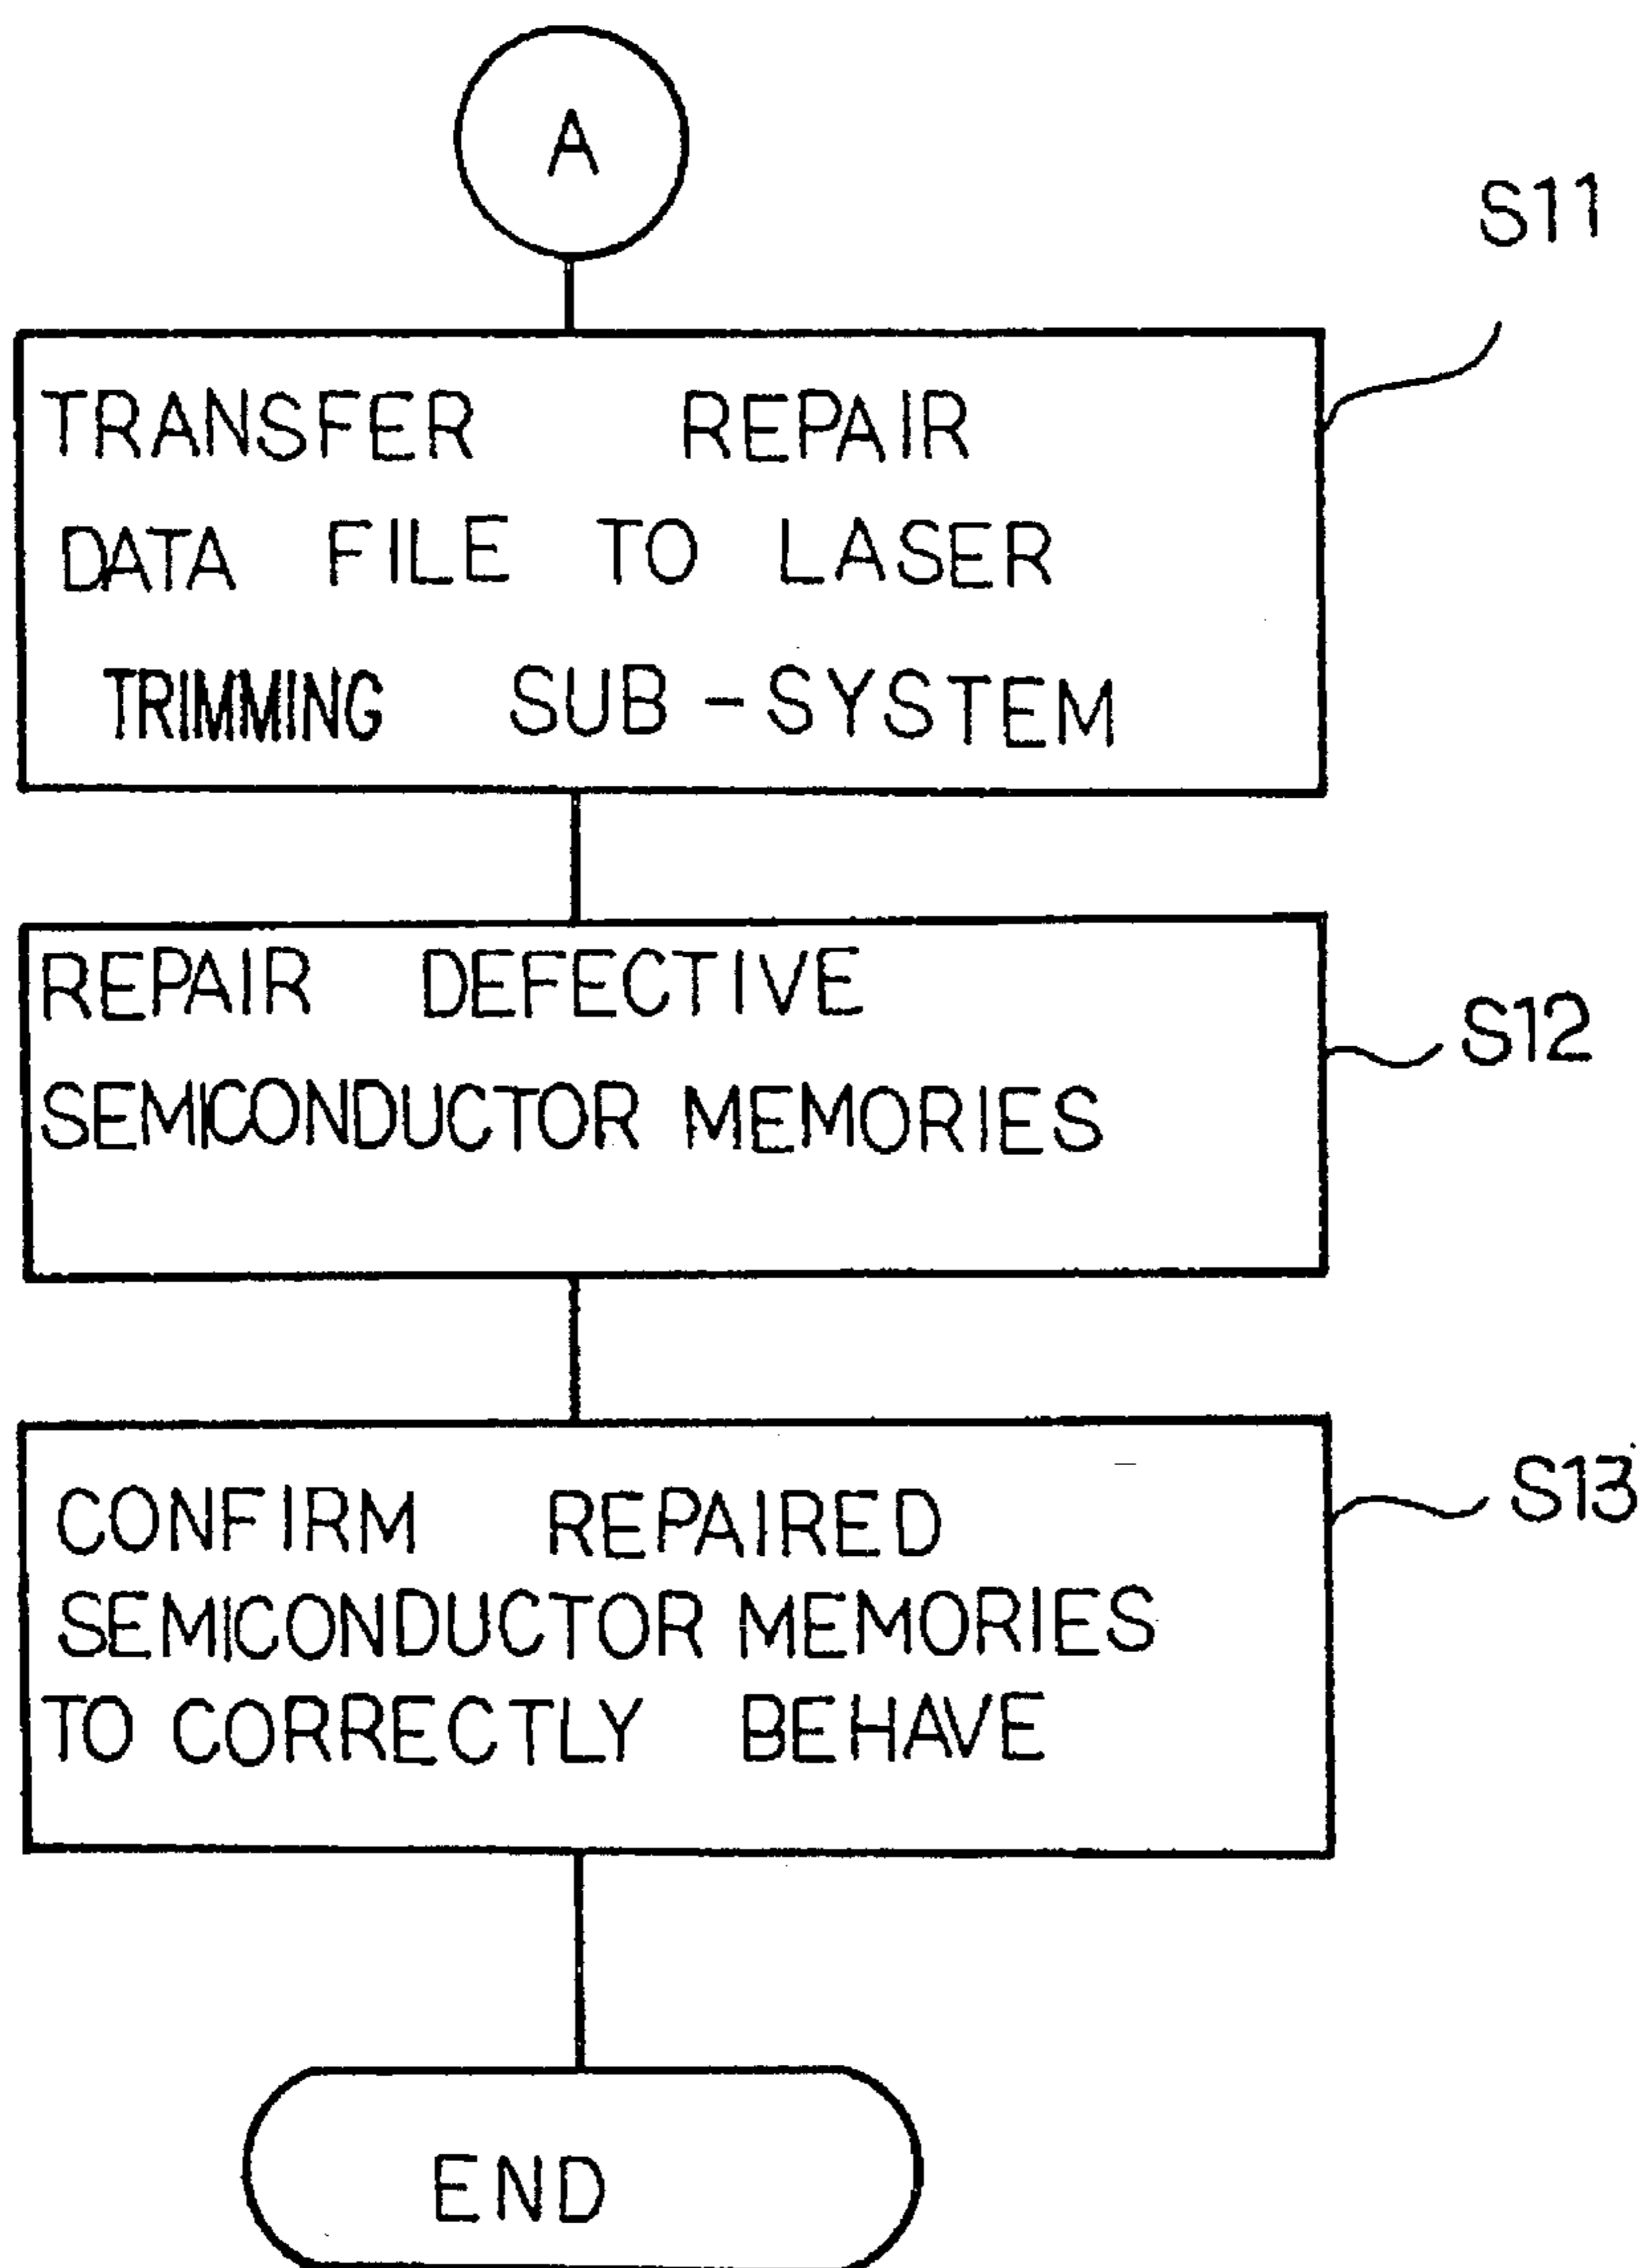 A
S11
TRANSFER REPAIR
DATA FILE TO LASER
TRIMMING SUB-SYSTEM
REPAIR DEFECTIVE
SEMICONDUCTOR MEMORIES
S12
CONFIRM REPAIRED
SEMICONDUCTOR MEMORIES
TO CORRECTLY BEHAVE
S13
END